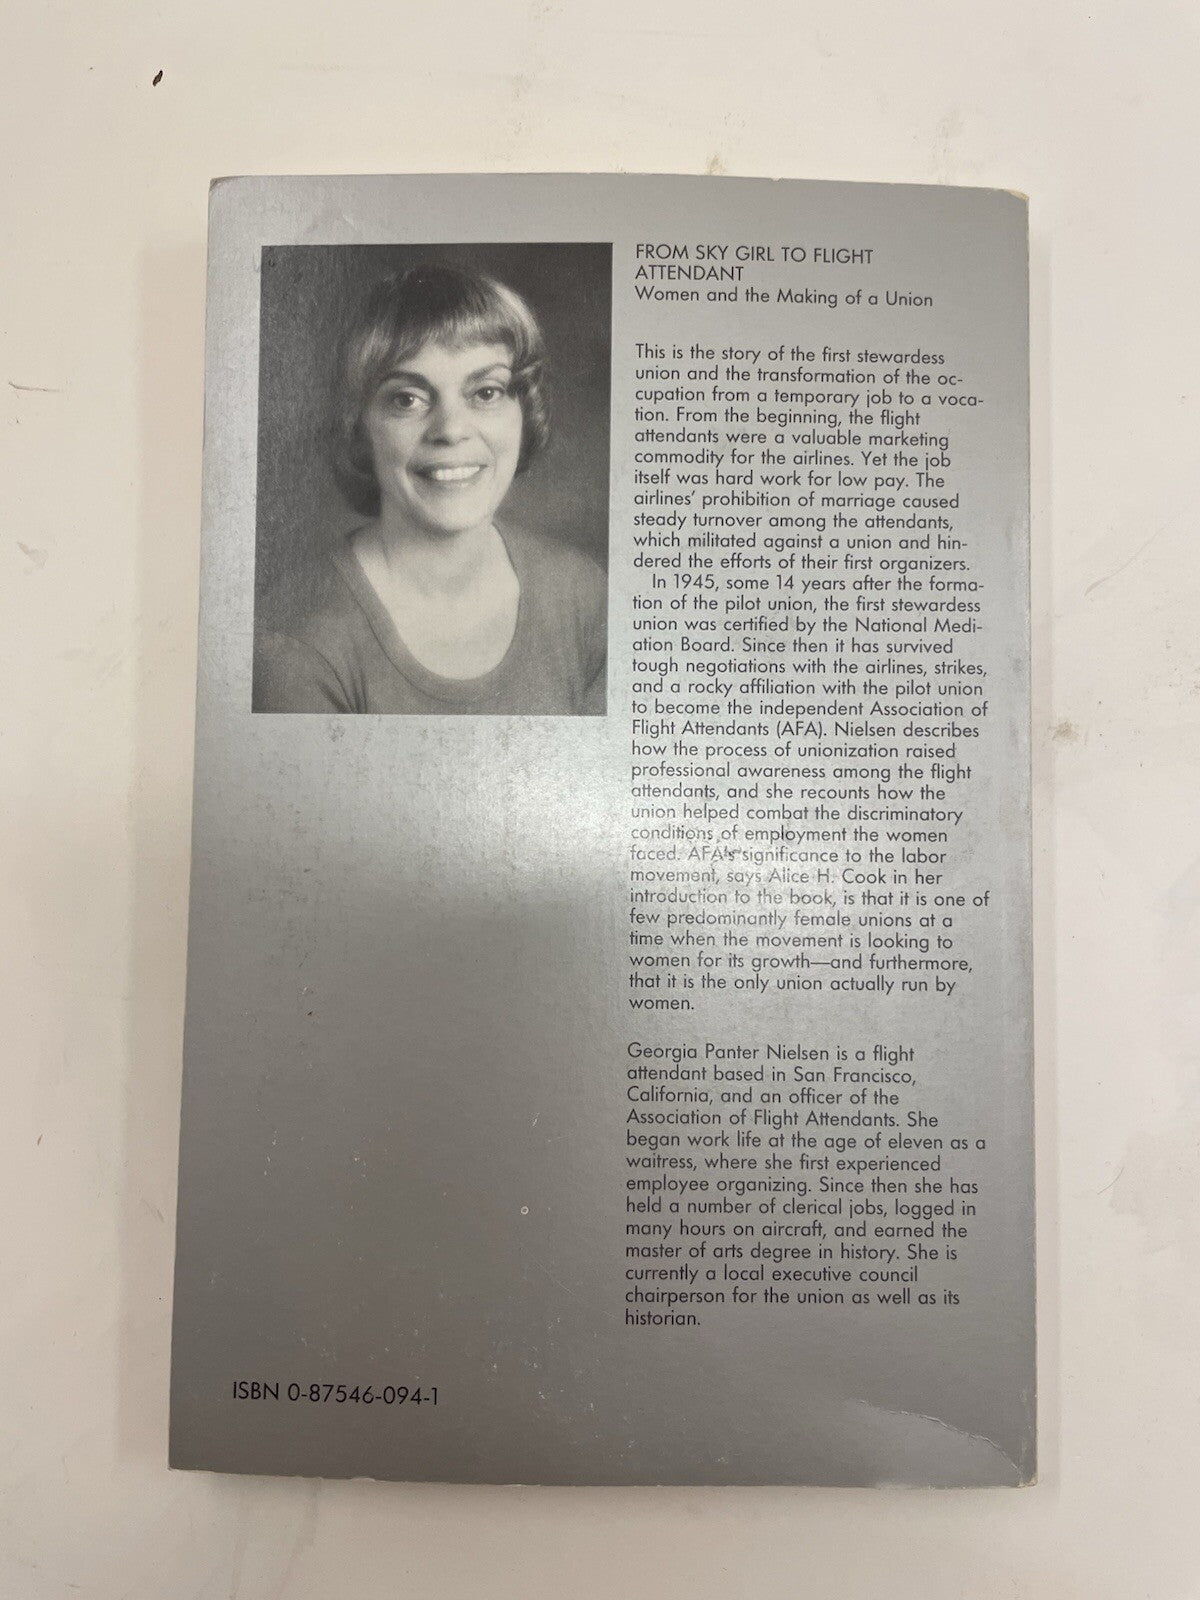 FROM SKY GIRL TO FLIGHT
ATTENDANT
Women and the Making of a Union
This is the story of the first stewardess
union and the transformation of the oc-
cupation from a temporary job to a voca-
tion. From the beginning, the flight
attendants were a valuable marketing
commodity for the airlines. Yet the job
itself was hard work for low pay. The
airlines' prohibition of marriage caused
steady turnover among the attendants,
which militated against a union and hin-
dered the efforts of their first organizers.
In 1945, some 14 years after the forma-
tion of the pilot union, the first stewardess
union was certified by the National Medi-
ation Board. Since then it has survived
tough negotiations with the airlines, strikes,
and a rocky affiliation with the pilot union
to become the independent Association of
Flight Attendants (AFA). Nielsen describes
how the process of unionization raised
professional awareness among the flight
attendants, and she recounts how the
union helped combat the discriminatory
conditions of employment the women
faced. AFA's significance to the labor
movement, says Alice H. Cook in her
introduction to the book, is that it is one of
few predominantly female unions at a
time when the movement is looking to
women for its growth—and furthermore,
that it is the only union actually run by
women.
Georgia Panter Nielsen is a flight
attendant based in San Francisco,
California, and an officer of the
Association of Flight Attendants. She
began work life at the age of eleven as a
waitress, where she first experienced
employee organizing. Since then she has
held a number of clerical jobs, logged in
many hours on aircraft, and earned the
master of arts degree in history. She is
currently a local executive council
chairperson for the union as well as its
historian.
ISBN 0-87546-094-1